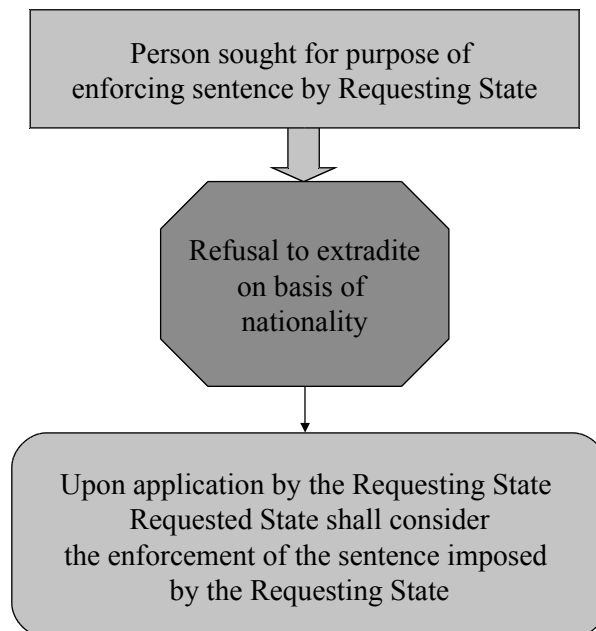 Person sought for purpose of
enforcing sentence by Requesting State
Refusal to extradite
on basis of
nationality
Upon application by the Requesting State
Requested State shall consider
the enforcement of the sentence imposed
by the Requesting State